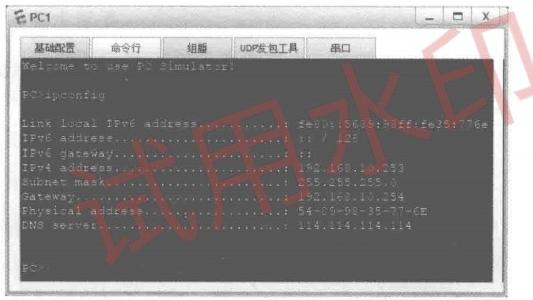 PC1
基础配置 命令行 组播 UDP发包工具 串口
Welcome to use PC Simulator!
PC>ipconfig
Link local IPv6 address...........: fe80::5689:98ff:fe35:776e
IPv6 address......................: :: / 128
IPv6 gateway......................: ::
IPv4 address......................: 192.168.10.253
Subnet mask.......................: 255.255.255.0
Gateway...........................: 192.168.10.254
Physical address..................: 54-89-98-35-77-6E
DNS server........................: 114.114.114.114
PC>
试用水印